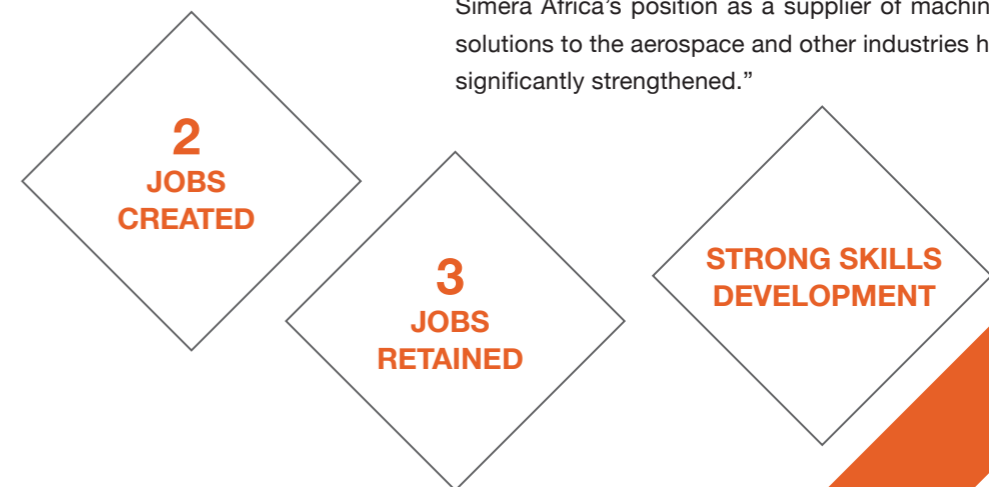 Simera Africa's position as a supplier of machin
solutions to the aerospace and other industries h
significantly strengthened.”
2
JOBS
CREATED
3
JOBS
RETAINED
STRONG SKILLS
DEVELOPMENT